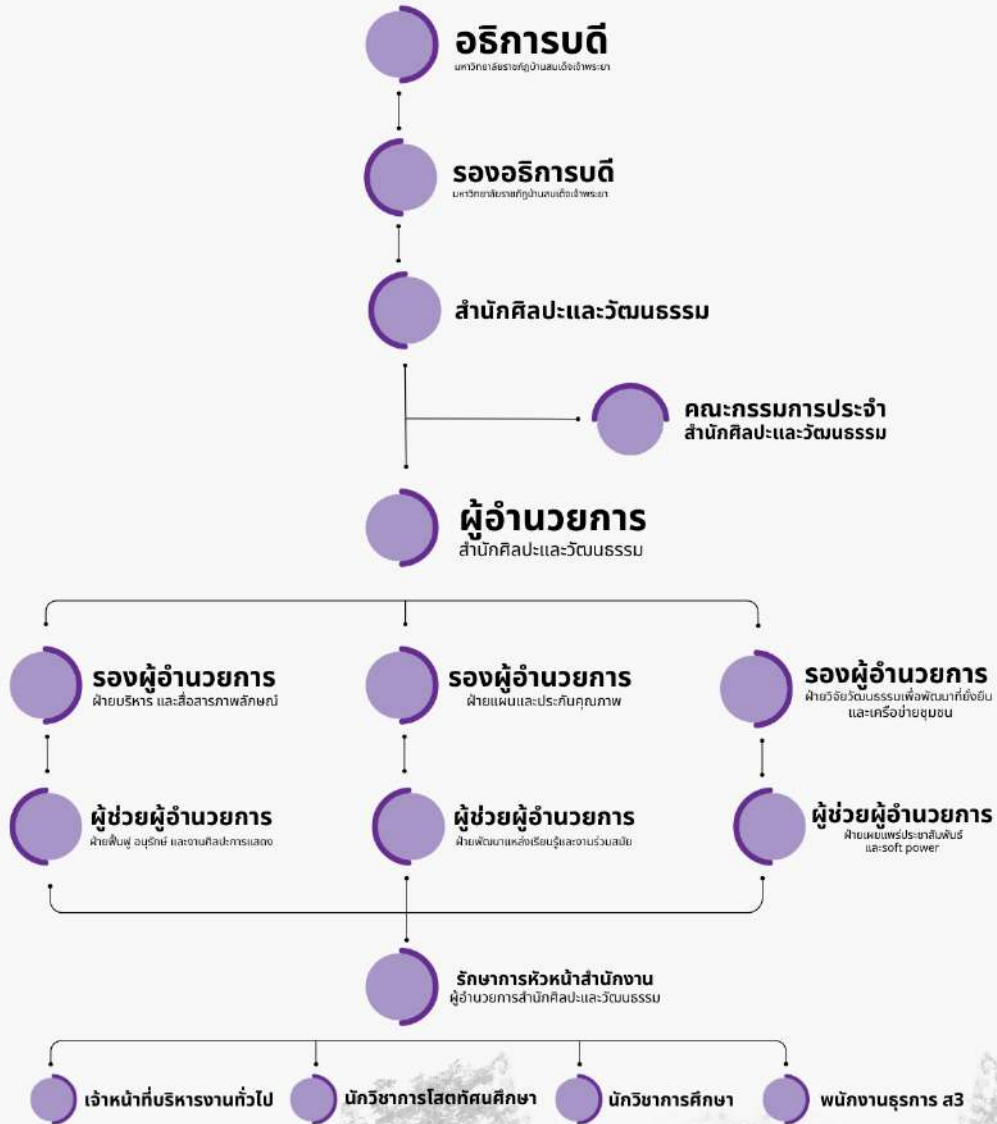 อธิการบดี
มหาวิทยาลัยราชภัฏบ้านสมเด็จเจ้าพระยา
รองอธิการบดี
มหาวิทยาลัยราชภัฏบ้านสมเด็จเจ้าพระยา
สำนักศิลปะและวัฒนธรรม
คณะกรรมการประจำ
สำนักศิลปะและวัฒนธรรม
ผู้อำนวยการ
สำนักศิลปะและวัฒนธรรม
รองผู้อำนวยการ
ฝ่ายบริหาร และสื่อสารภาพลักษณ์
รองผู้อำนวยการ
ฝ่ายแผนและประกันคุณภาพ
รองผู้อำนวยการ
ฝ่ายวิจัยวัฒนธรรมเพื่อพัฒนาที่ยั่งยืน
และเครือข่ายชุมชน
ผู้ช่วยผู้อำนวยการ
ฝ่ายฟื้นฟู อนุรักษ์ และงานศิลปะการแสดง
ผู้ช่วยผู้อำนวยการ
ฝ่ายพัฒนาแหล่งเรียนรู้และงานร่วมสมัย
ผู้ช่วยผู้อำนวยการ
ฝ่ายเผยแพร่ประชาสัมพันธ์
และsoft power
รักษาการหัวหน้าสำนักงาน
ผู้อำนวยการสำนักศิลปะและวัฒนธรรม
เจ้าหน้าที่บริหารงานทั่วไป
นักวิชาการโสตทัศนศึกษา
นักวิชาการศึกษา
พนักงานธุรการ ส3